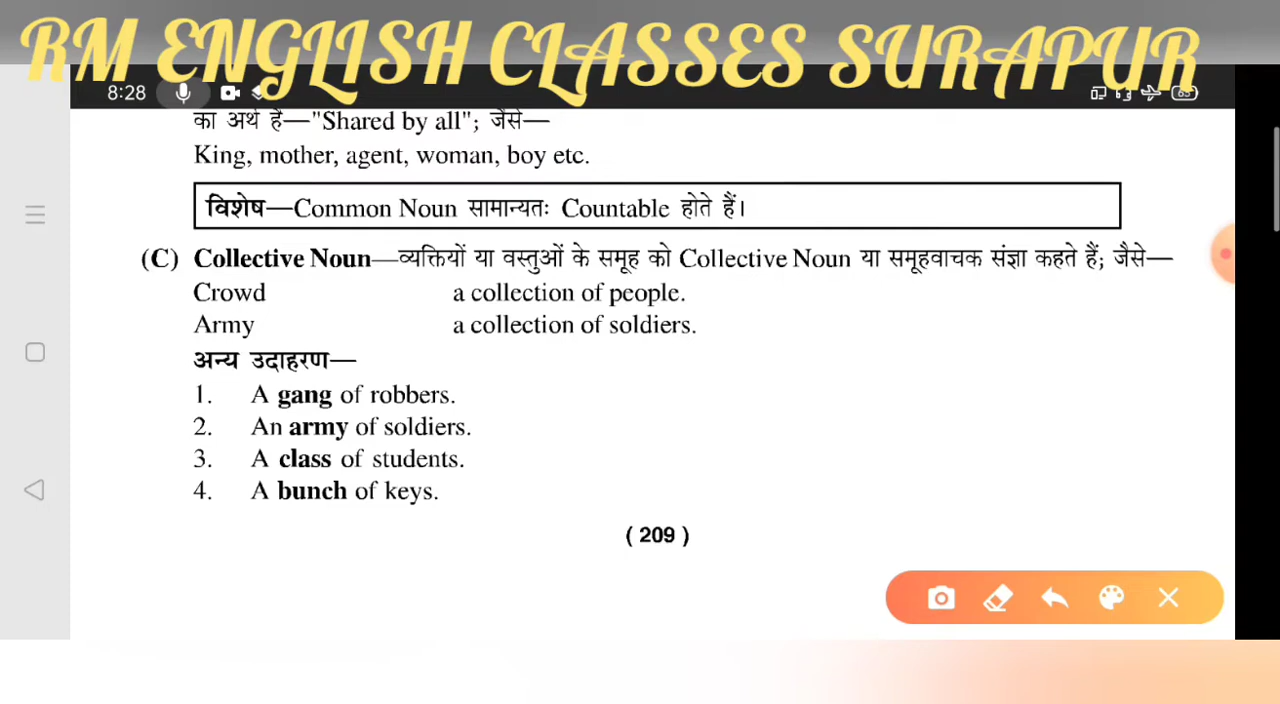 RM ENGLISH CLASSES SURAPUR
8:28
का अर्थ है—"Shared by all"; जैसे—
King, mother, agent, woman, boy etc.
विशेष—Common Noun सामान्यतः Countable होते हैं।
(C) Collective Noun—व्यक्तियों या वस्तुओं के समूह को Collective Noun या समूहवाचक संज्ञा कहते हैं; जैसे—
Crowd a collection of people.
Army a collection of soldiers.
अन्य उदाहरण—
1. A gang of robbers.
2. An army of soldiers.
3. A class of students.
4. A bunch of keys.
( 209 )